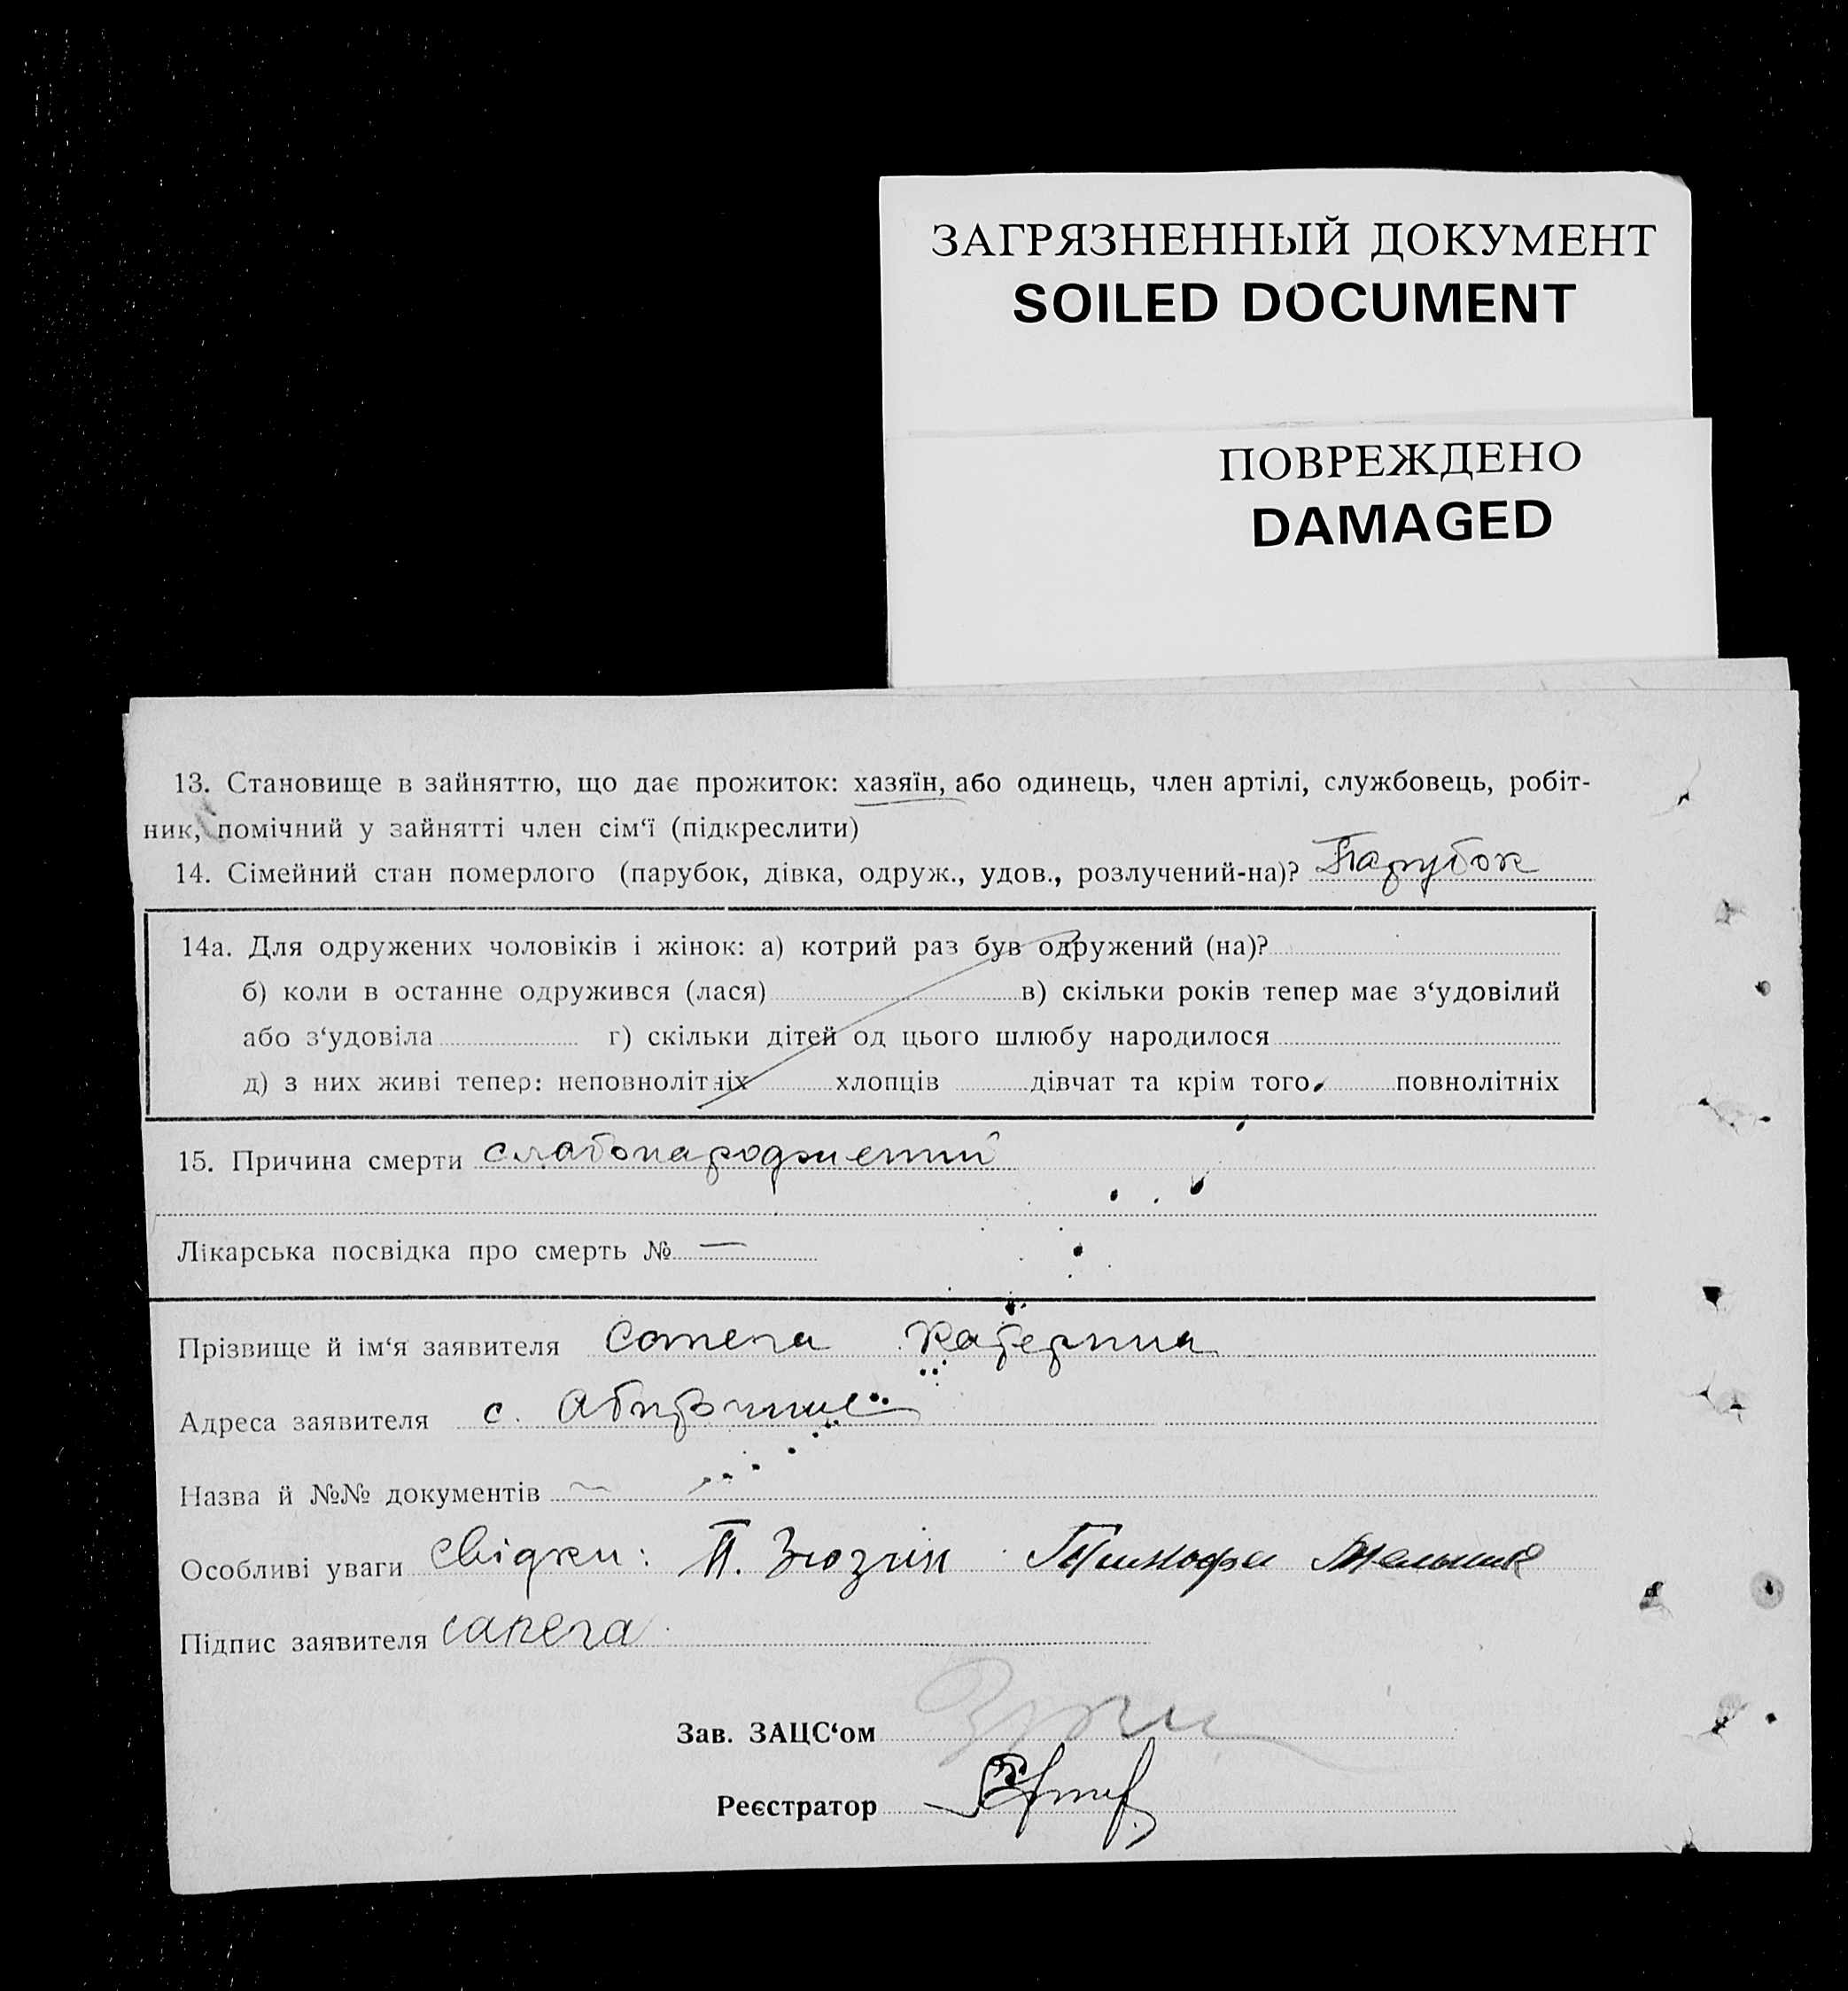 ЗАГРЯЗНЕННЫЙ ДОКУМЕНТ
SOILED DOCUMENT
ПОВРЕЖДЕНО
DAMAGED
13. Становище в зайняттю, що дає прожиток: хазяїн, або одинець, член артілі, службовець, робіт-
ник, помічний у зайнятті член сім‘ї (підкреслити)
14. Сімейний стан померлого (парубок, дівка, одруж., удов., розлучений-на)? Парубок
14а. Для одружених чоловіків і жінок: а) котрий раз був одружений (на)?
б) коли в останнє одружився (лася) в) скільки років тепер має з‘удовілий
або з‘удовіла г) скільки дітей од цього шлюбу народилося
д) з них живі тепер: неповнолітніх хлопців дівчат та крім того, повнолітніх
15. Причина смерти слабонароджений
Лікарська посвідка про смерть № —
Прізвище й ім‘я заявителя Сапега Катерина
Адреса заявителя с.
Назва й №№ документів —
Особливі уваги Свідки: П. Зюзін Мельник
Підпис заявителя сапега
Зав. ЗАЦС‘ом
Реєстратор